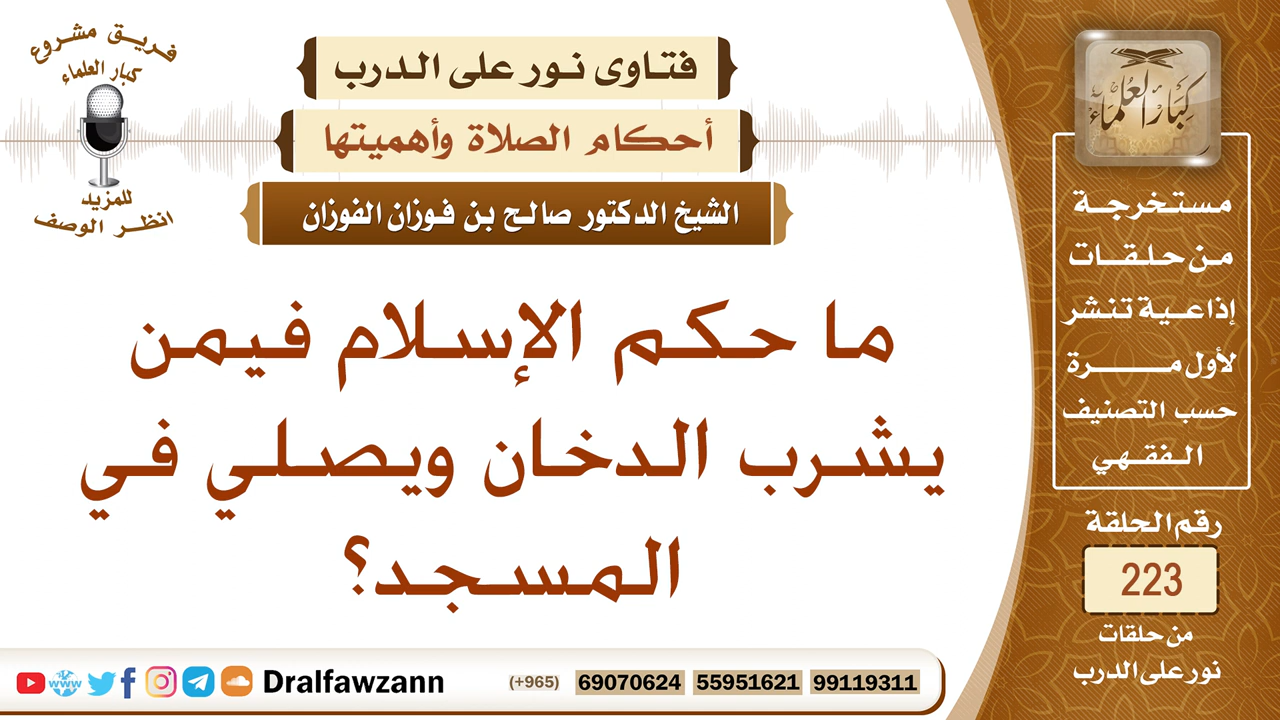 فريق مشروع
كبار العلماء
للمزيد
انظر الوصف
فتاوى نور على الدرب
أحكام الصلاة وأهميتها
الشيخ الدكتور صالح بن فوزان الفوزان
ما حكم الإسلام فيمن
يشرب الدخان ويصلي في
المسجد؟
كبار العلماء
مستخرجة
من حلقات
إذاعية تنشر
لأول مرة
حسب التصنيف
الفقهي
رقم الحلقة
223
من حلقات
نور على الدرب
www Dralfawzann (+965) 69070624 55951621 99119311